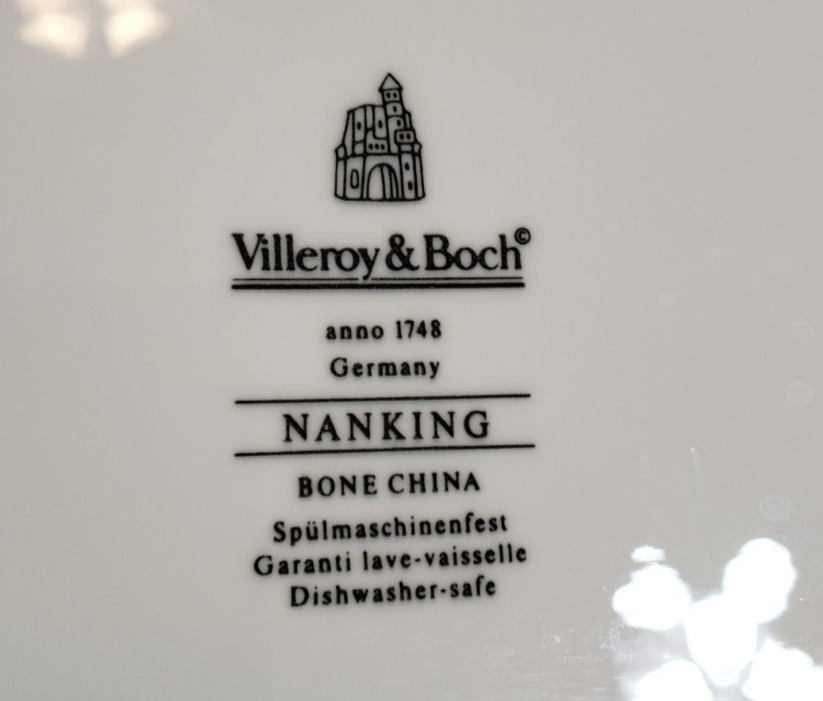 Villeroy & Boch©
anno 1748
Germany
NANKING
BONE CHINA
Spülmaschinenfest
Garanti lave-vaisselle
Dishwasher-safe